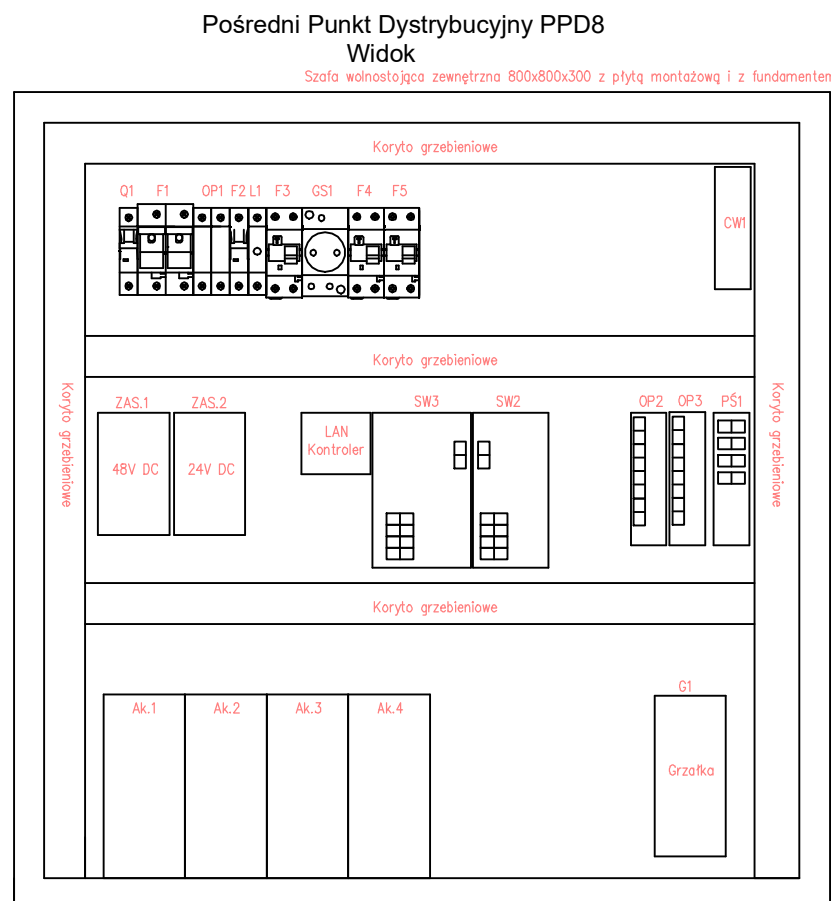 Pośredni Punkt Dystrybucyjny PPD8
Widok
Szafa wolnostojąca zewnętrzna 800x800x300 z płytą montażową i z fundamentem
Koryto grzebieniowe
Q1 F1 OP1 F2 L1 F3 GS1 F4 F5
CW1
Koryto grzebieniowe
Koryto grzebieniowe
Koryto grzebieniowe
ZAS.1 ZAS.2 SW3 SW2 OP2 OP3 PŚ1
LAN
Kontroler
48V DC 24V DC
Koryto grzebieniowe
G1
Ak.1 Ak.2 Ak.3 Ak.4
Grzałka